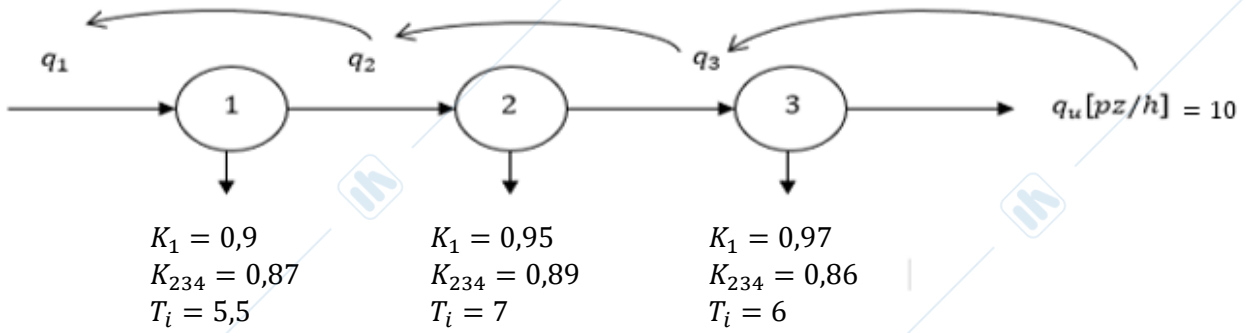 q₁ q₂ q₃
1 2 3 qᵤ[pz/h] = 10
K₁ = 0,9 K₁ = 0,95 K₁ = 0,97
K₂₃₄ = 0,87 K₂₃₄ = 0,89 K₂₃₄ = 0,86
Tᵢ = 5,5 Tᵢ = 7 Tᵢ = 6